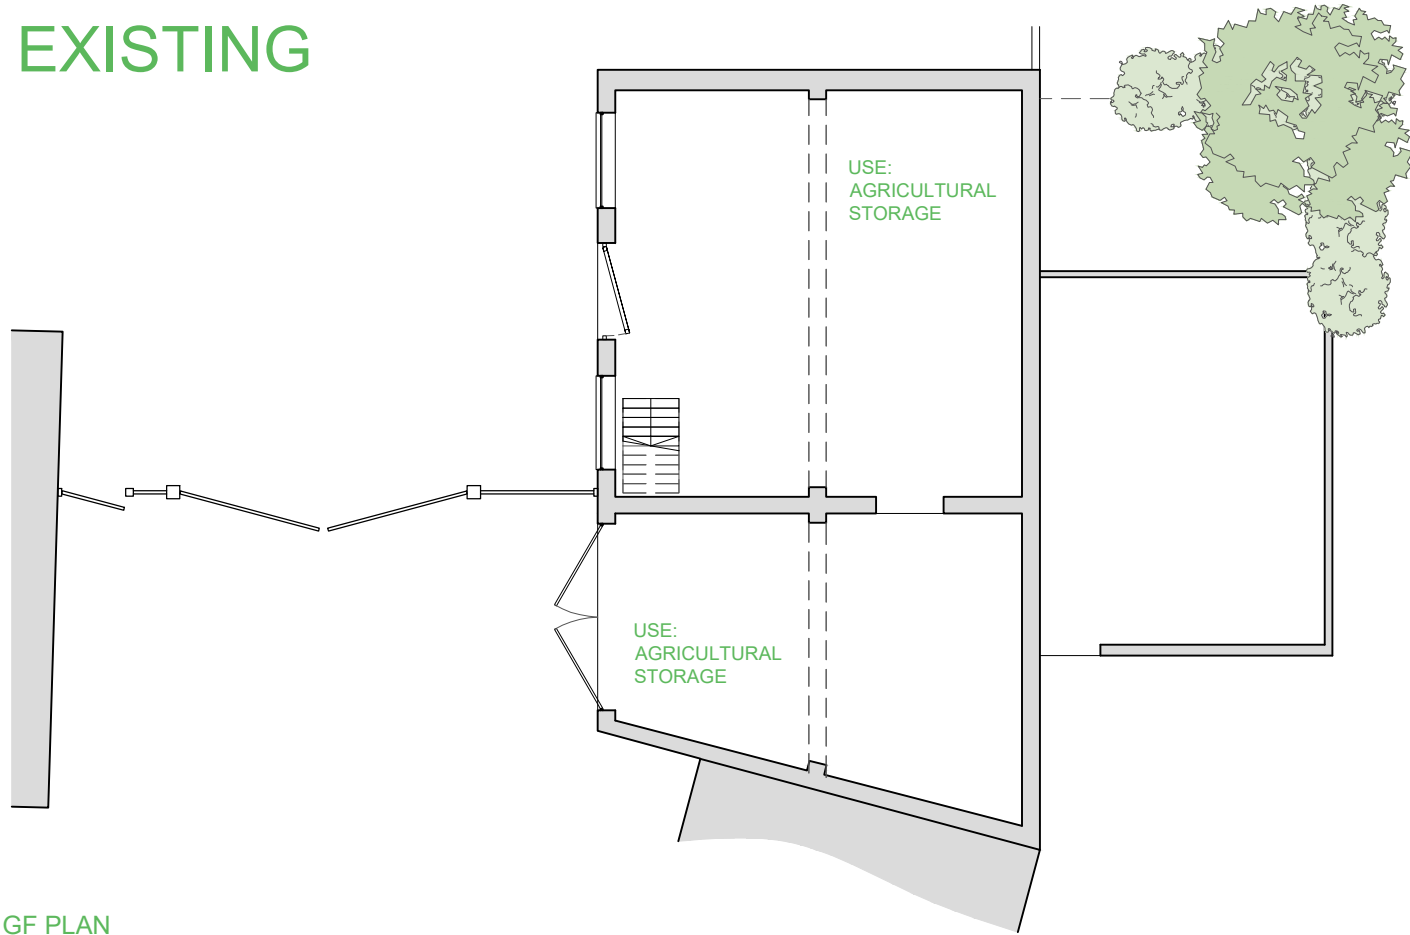 EXISTING
USE:
AGRICULTURAL
STORAGE
USE:
AGRICULTURAL
STORAGE
GF PLAN